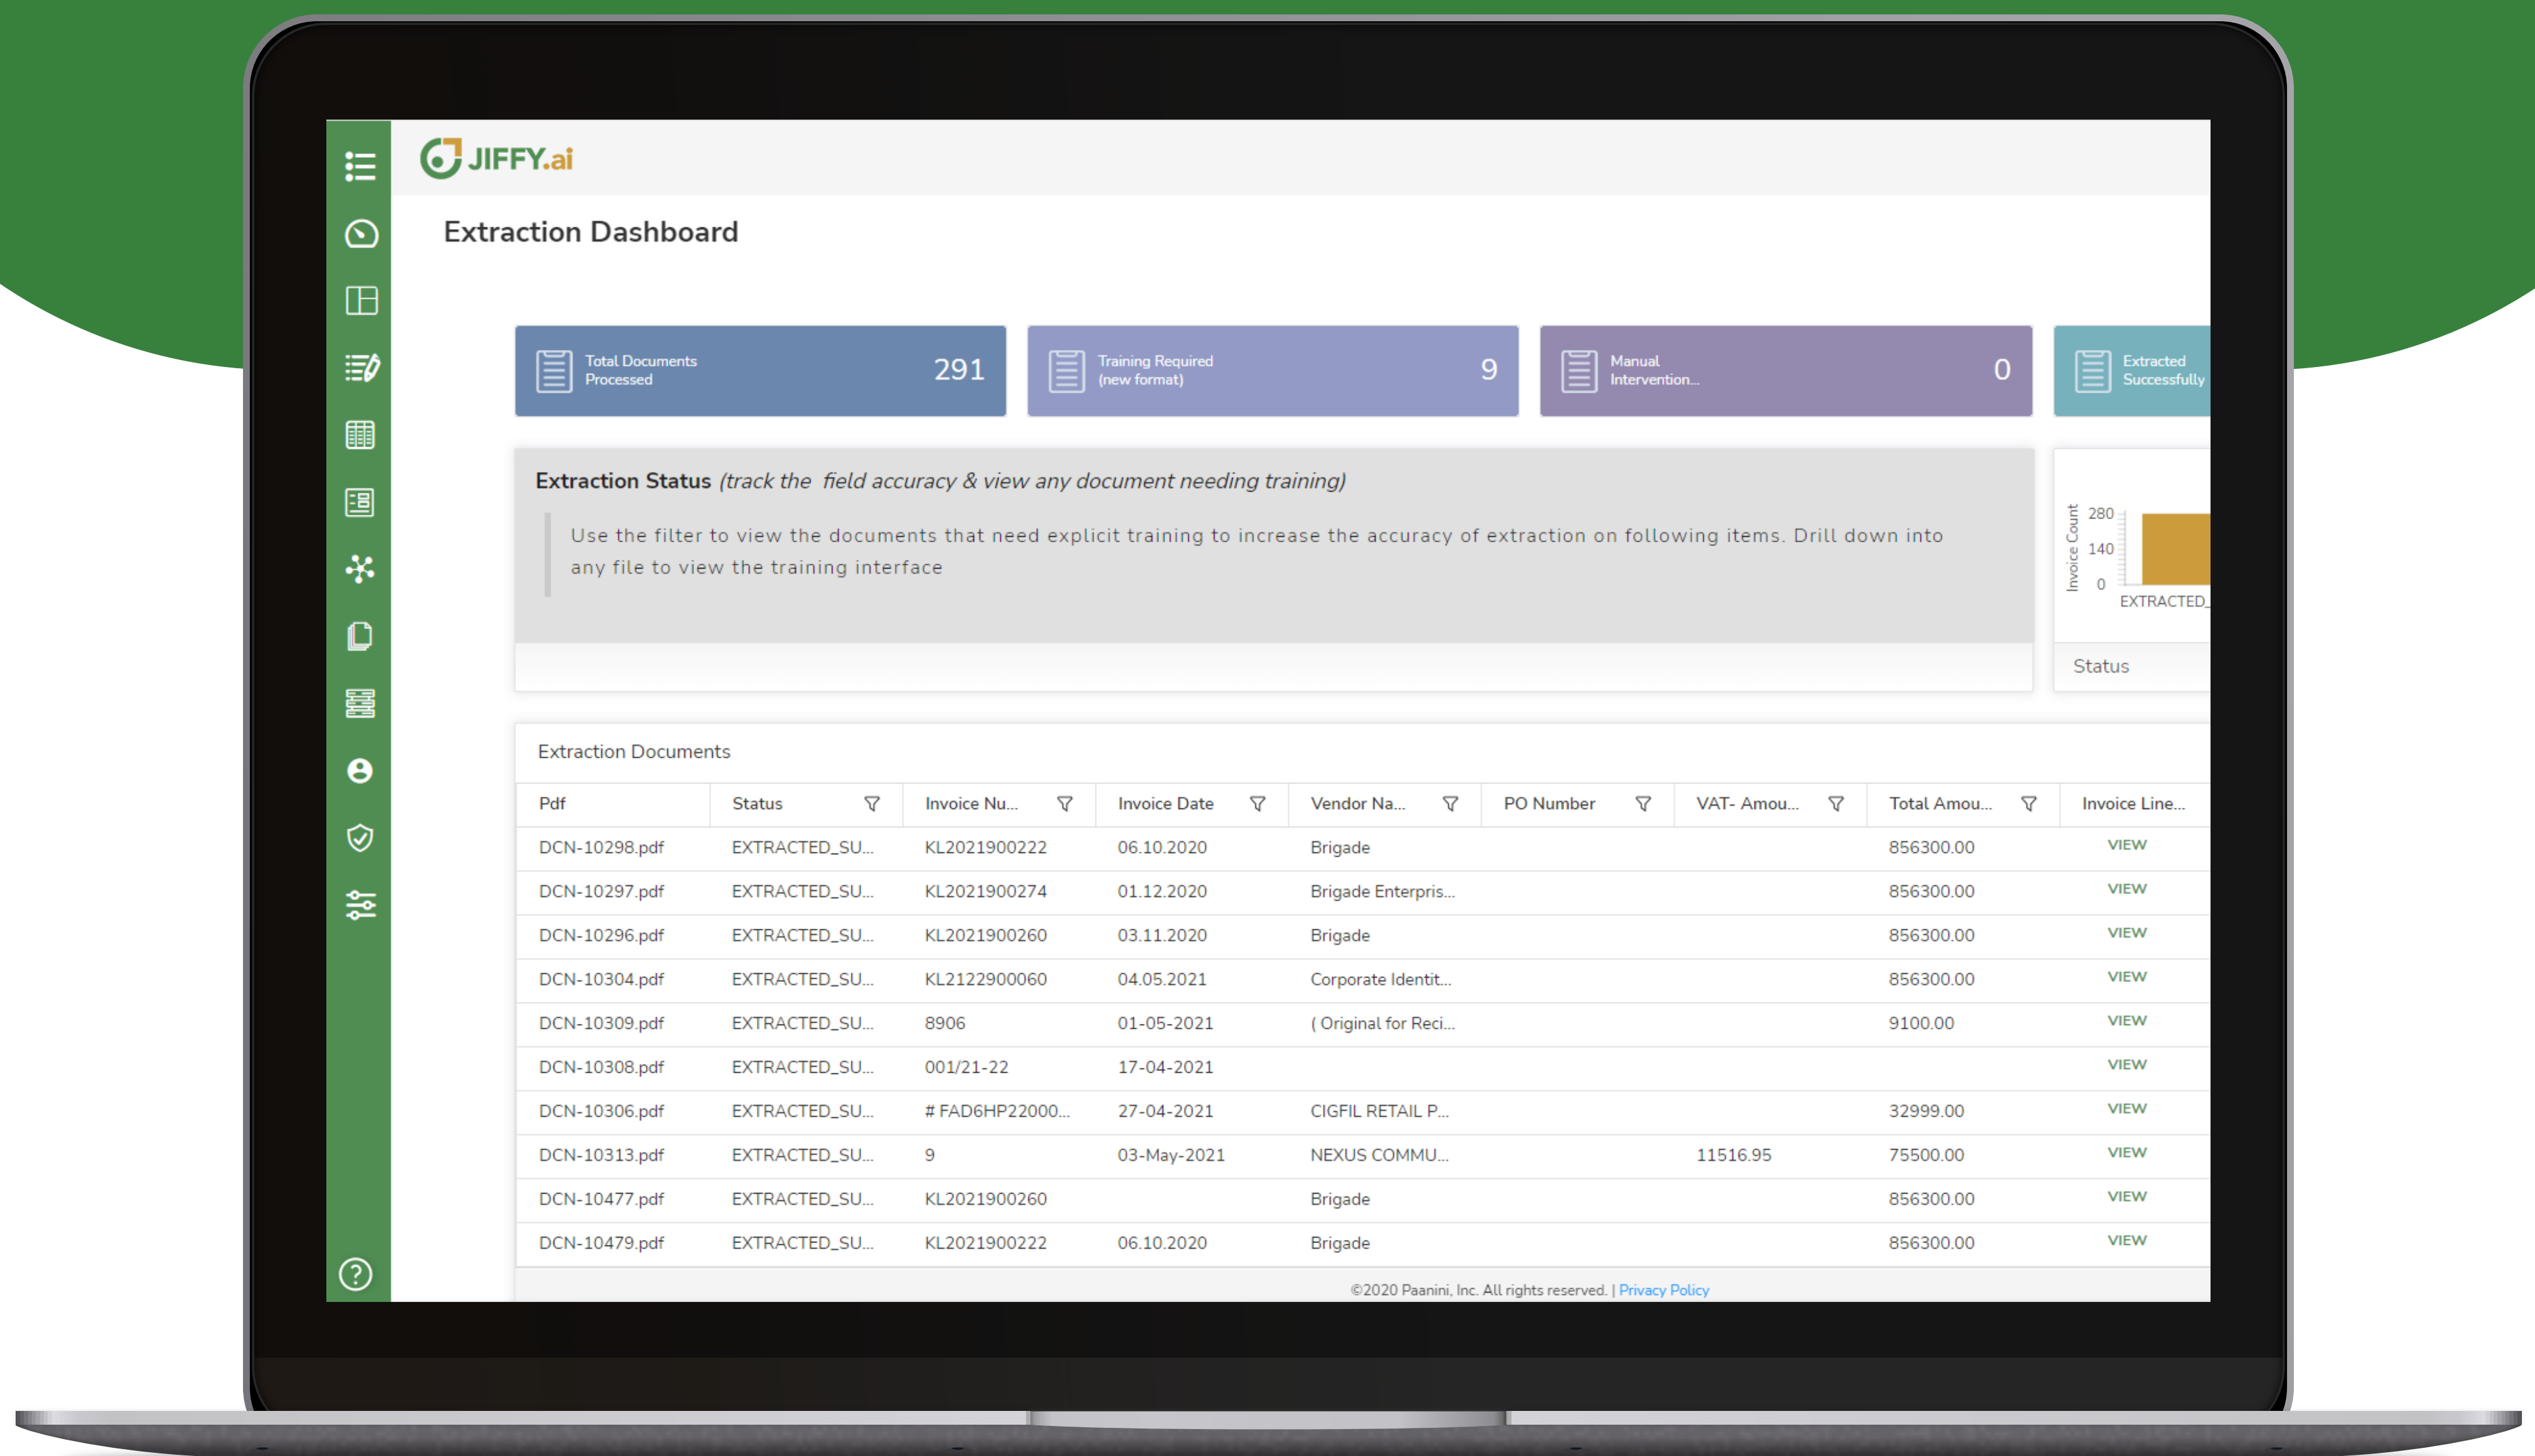 JIFFY.ai
Extraction Dashboard
Total Documents
Processed
291
Training Required
(new format)
9
Manual
Intervention...
0
Extracted
Successfully
Extraction Status (track the field accuracy & view any document needing training)
Use the filter to view the documents that need explicit training to increase the accuracy of extraction on following items. Drill down into
any file to view the training interface
Invoice Count
280
140
0
EXTRACTED_
Status
Extraction Documents
Pdf Status Invoice Nu... Invoice Date Vendor Na... PO Number VAT- Amou... Total Amou... Invoice Line...
DCN-10298.pdf EXTRACTED_SU... KL2021900222 06.10.2020 Brigade 856300.00 VIEW
DCN-10297.pdf EXTRACTED_SU... KL2021900274 01.12.2020 Brigade Enterpris... 856300.00 VIEW
DCN-10296.pdf EXTRACTED_SU... KL2021900260 03.11.2020 Brigade 856300.00 VIEW
DCN-10304.pdf EXTRACTED_SU... KL2122900060 04.05.2021 Corporate Identit... 856300.00 VIEW
DCN-10309.pdf EXTRACTED_SU... 8906 01-05-2021 ( Original for Reci... 9100.00 VIEW
DCN-10308.pdf EXTRACTED_SU... 001/21-22 17-04-2021 VIEW
DCN-10306.pdf EXTRACTED_SU... # FAD6HP22000... 27-04-2021 CIGFIL RETAIL P... 32999.00 VIEW
DCN-10313.pdf EXTRACTED_SU... 9 03-May-2021 NEXUS COMMU... 11516.95 75500.00 VIEW
DCN-10477.pdf EXTRACTED_SU... KL2021900260 Brigade 856300.00 VIEW
DCN-10479.pdf EXTRACTED_SU... KL2021900222 06.10.2020 Brigade 856300.00 VIEW
©2020 Paanini, Inc. All rights reserved. | Privacy Policy